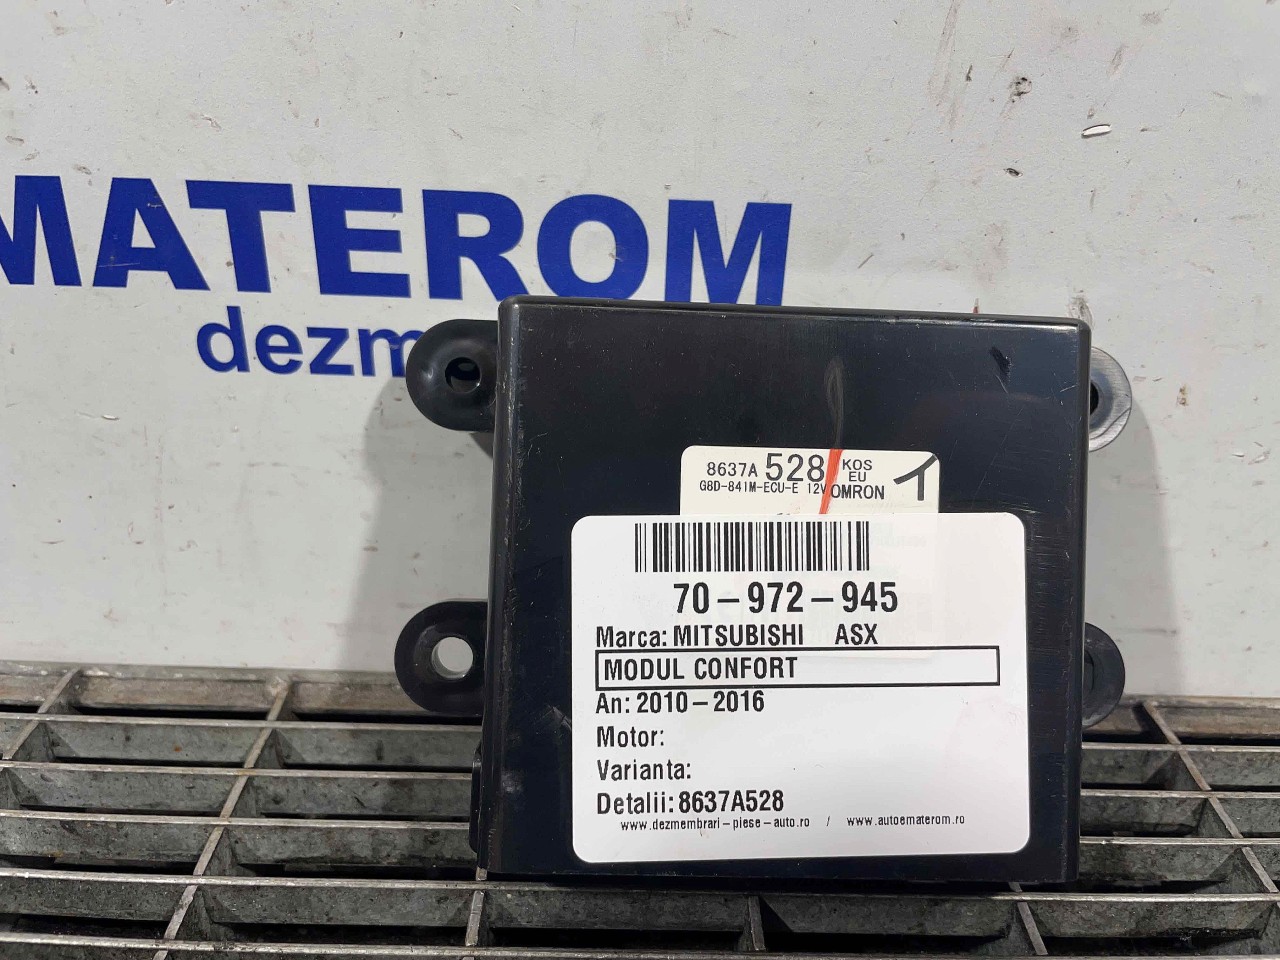 MATEROM
dezm
8637A 528 KOS EU
G8D-841M-ECU-E 12V OMRON
70-972-945
Marca: MITSUBISHI ASX
MODUL CONFORT
An: 2010-2016
Motor:
Varianta:
Detalii: 8637A528
www.dezmembrari-piese-auto.ro / www.autoematerom.ro